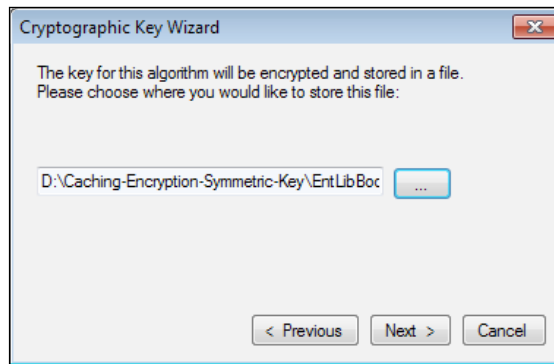 Cryptographic Key Wizard
The key for this algorithm will be encrypted and stored in a file.
Please choose where you would like to store this file:
D:\Caching-Encryption-Symmetric-Key\EntLibBoo
...
< Previous
Next >
Cancel